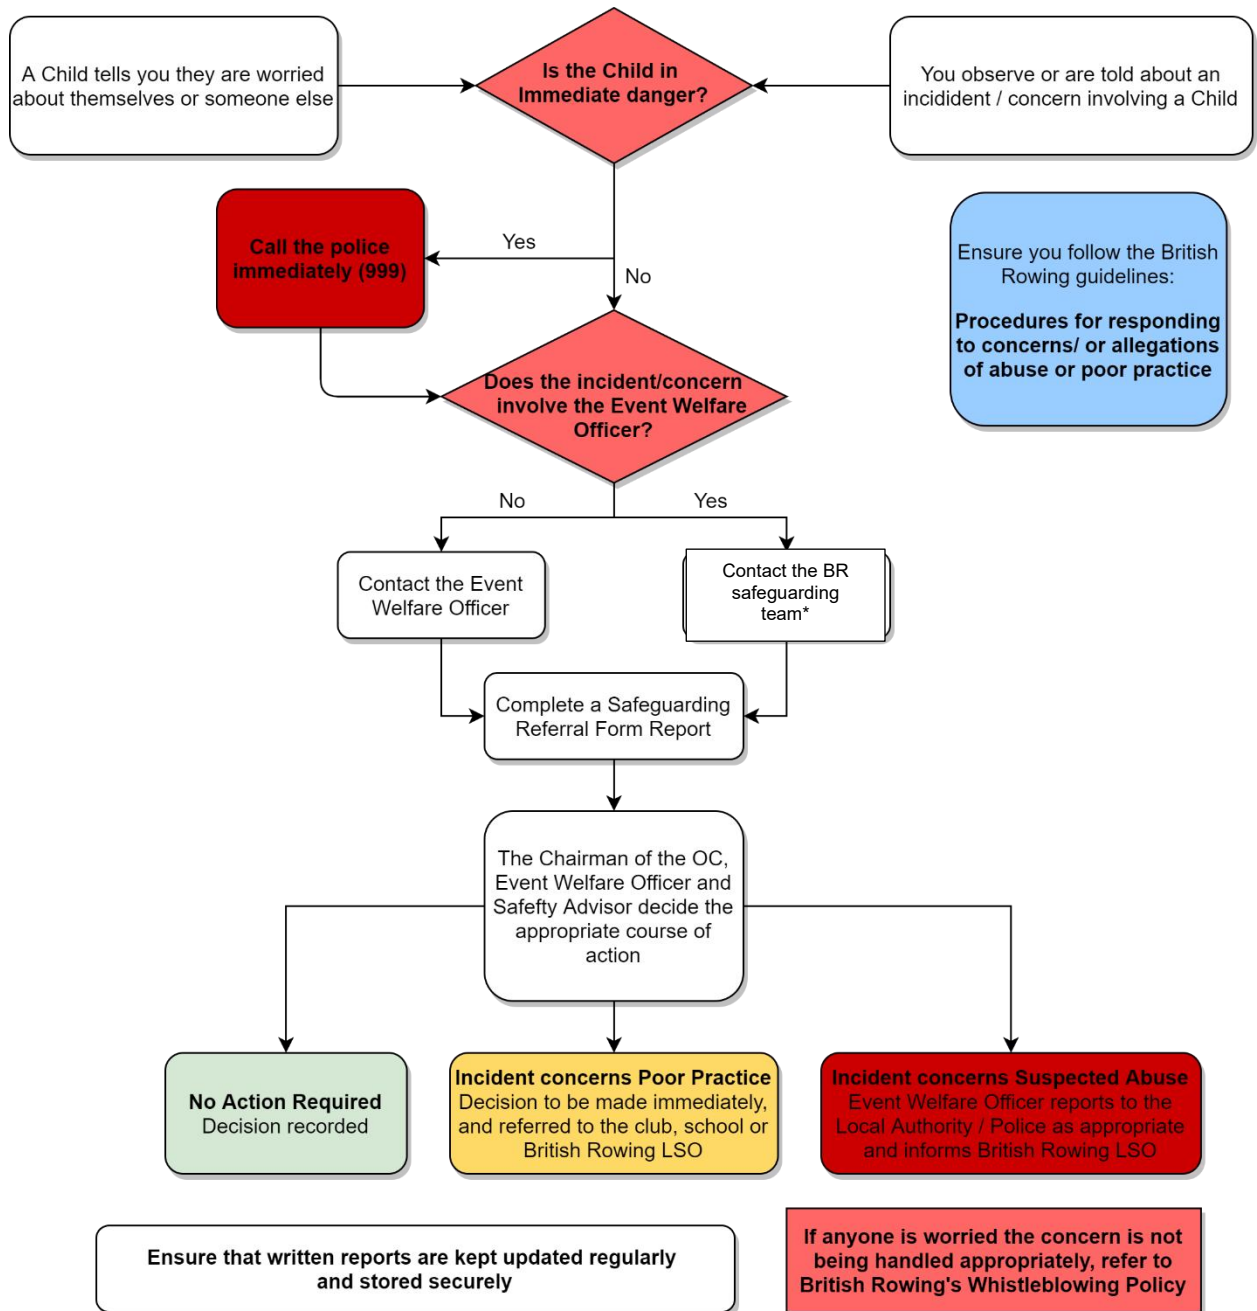 A Child tells you they are worried
about themselves or someone else
Is the Child in
Immediate danger?
You observe or are told about an
incidident / concern involving a Child
Call the police
immediately (999)
Yes
No
Ensure you follow the British
Rowing guidelines:
Procedures for responding
to concerns/ or allegations
of abuse or poor practice
Does the incident/concern
involve the Event Welfare
Officer?
No
Yes
Contact the Event
Welfare Officer
Contact the BR
safeguarding
team*
Complete a Safeguarding
Referral Form Report
The Chairman of the OC,
Event Welfare Officer and
Safefty Advisor decide the
appropriate course of
action
No Action Required
Decision recorded
Incident concerns Poor Practice
Decision to be made immediately,
and referred to the club, school or
British Rowing LSO
Incident concerns Suspected Abuse
Event Welfare Officer reports to the
Local Authority / Police as appropriate
and informs British Rowing LSO
Ensure that written reports are kept updated regularly
and stored securely
If anyone is worried the concern is not
being handled appropriately, refer to
British Rowing's Whistleblowing Policy